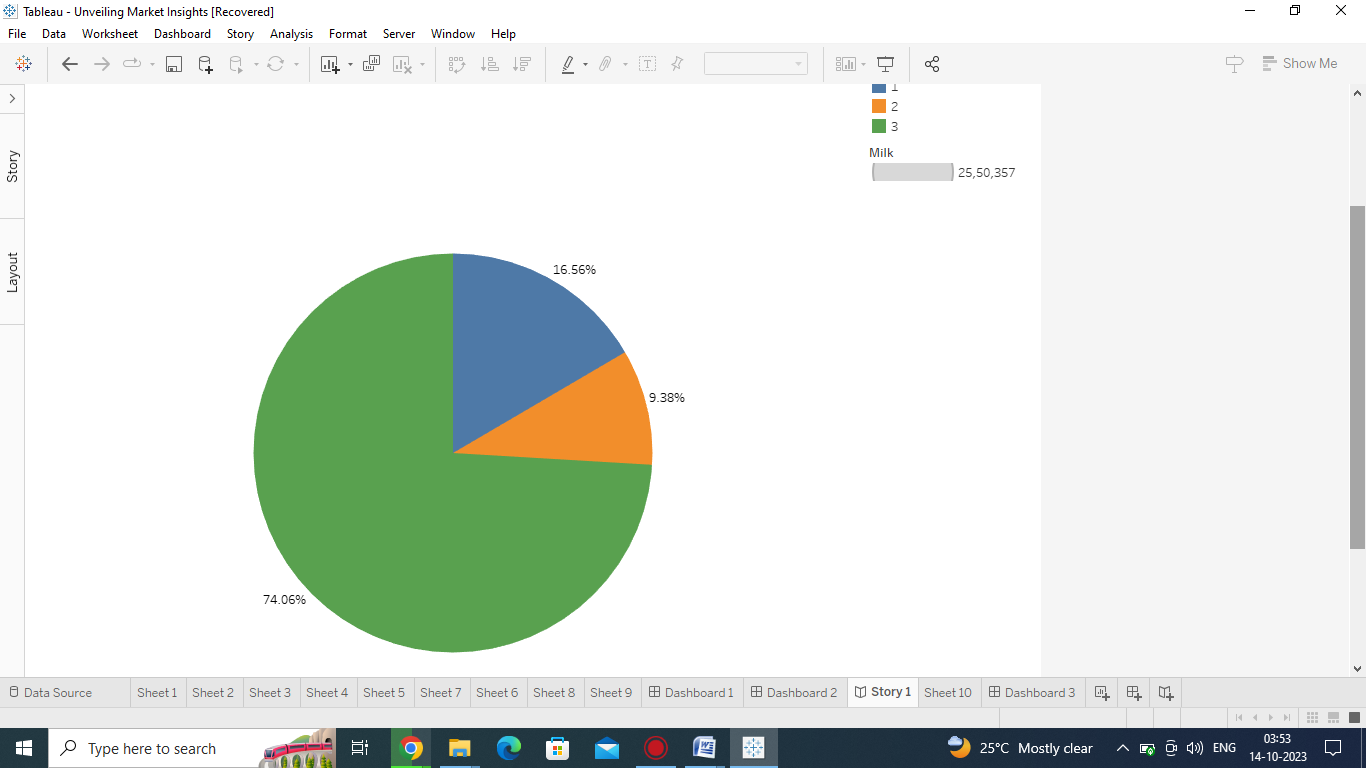 Tableau - Unveiling Market Insights [Recovered]
File Data Worksheet Dashboard Story Analysis Format Server Window Help
Show Me
Story
Layout
1
2
3
Milk
25,50,357
16.56%
9.38%
74.06%
Data Source Sheet 1 Sheet 2 Sheet 3 Sheet 4 Sheet 5 Sheet 7 Sheet 6 Sheet 8 Sheet 9 Dashboard 1 Dashboard 2 Story 1 Sheet 10 Dashboard 3
Type here to search
25°C Mostly clear
ENG
03:53
14-10-2023